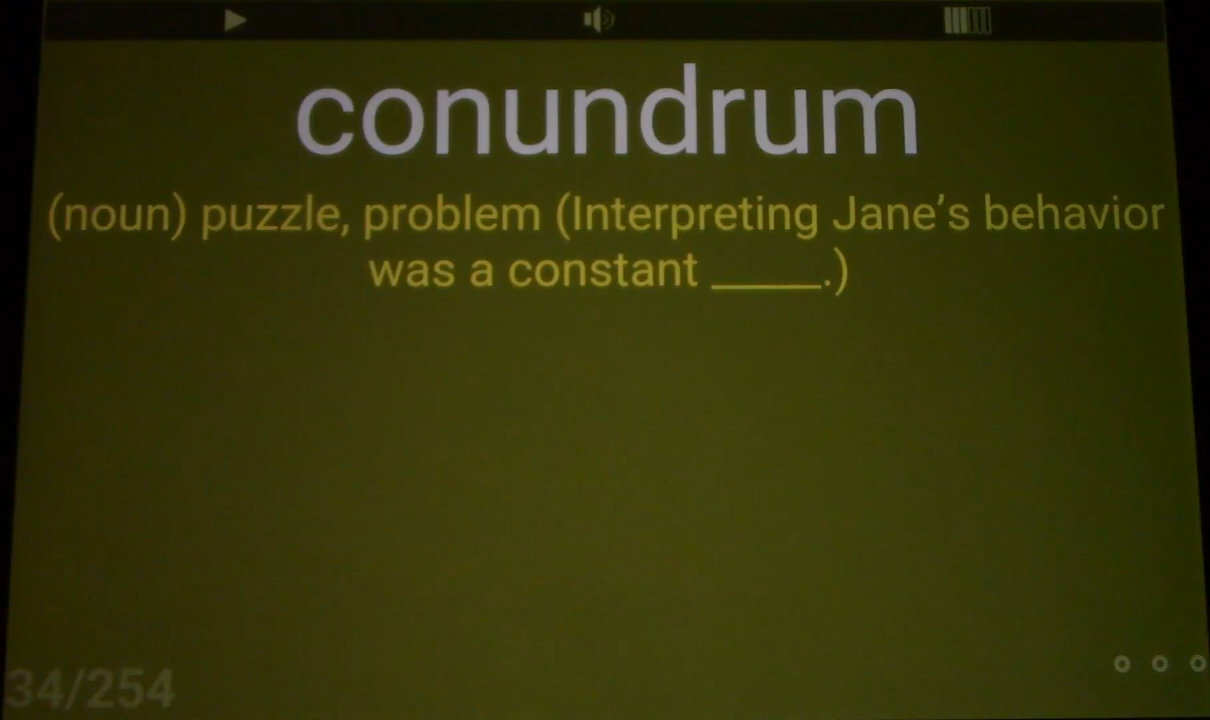 conundrum
(noun) puzzle, problem (Interpreting Jane’s behavior
was a constant _____.)
34/254